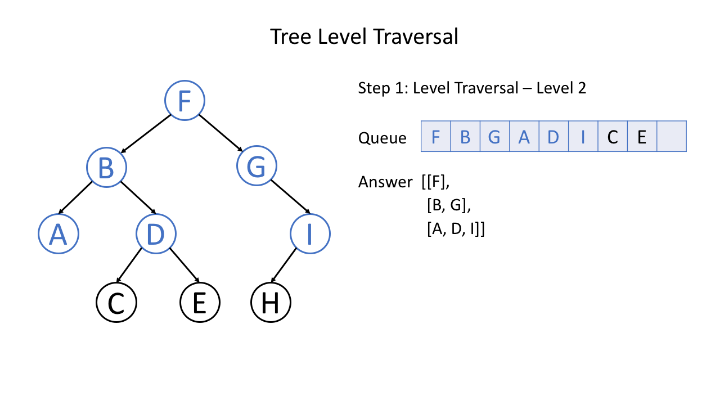 Tree Level Traversal
Step 1: Level Traversal – Level 2
Queue F B G A D I C E
Answer [[F],
[B, G],
[A, D, I]]
F
B G
A D I
C E H